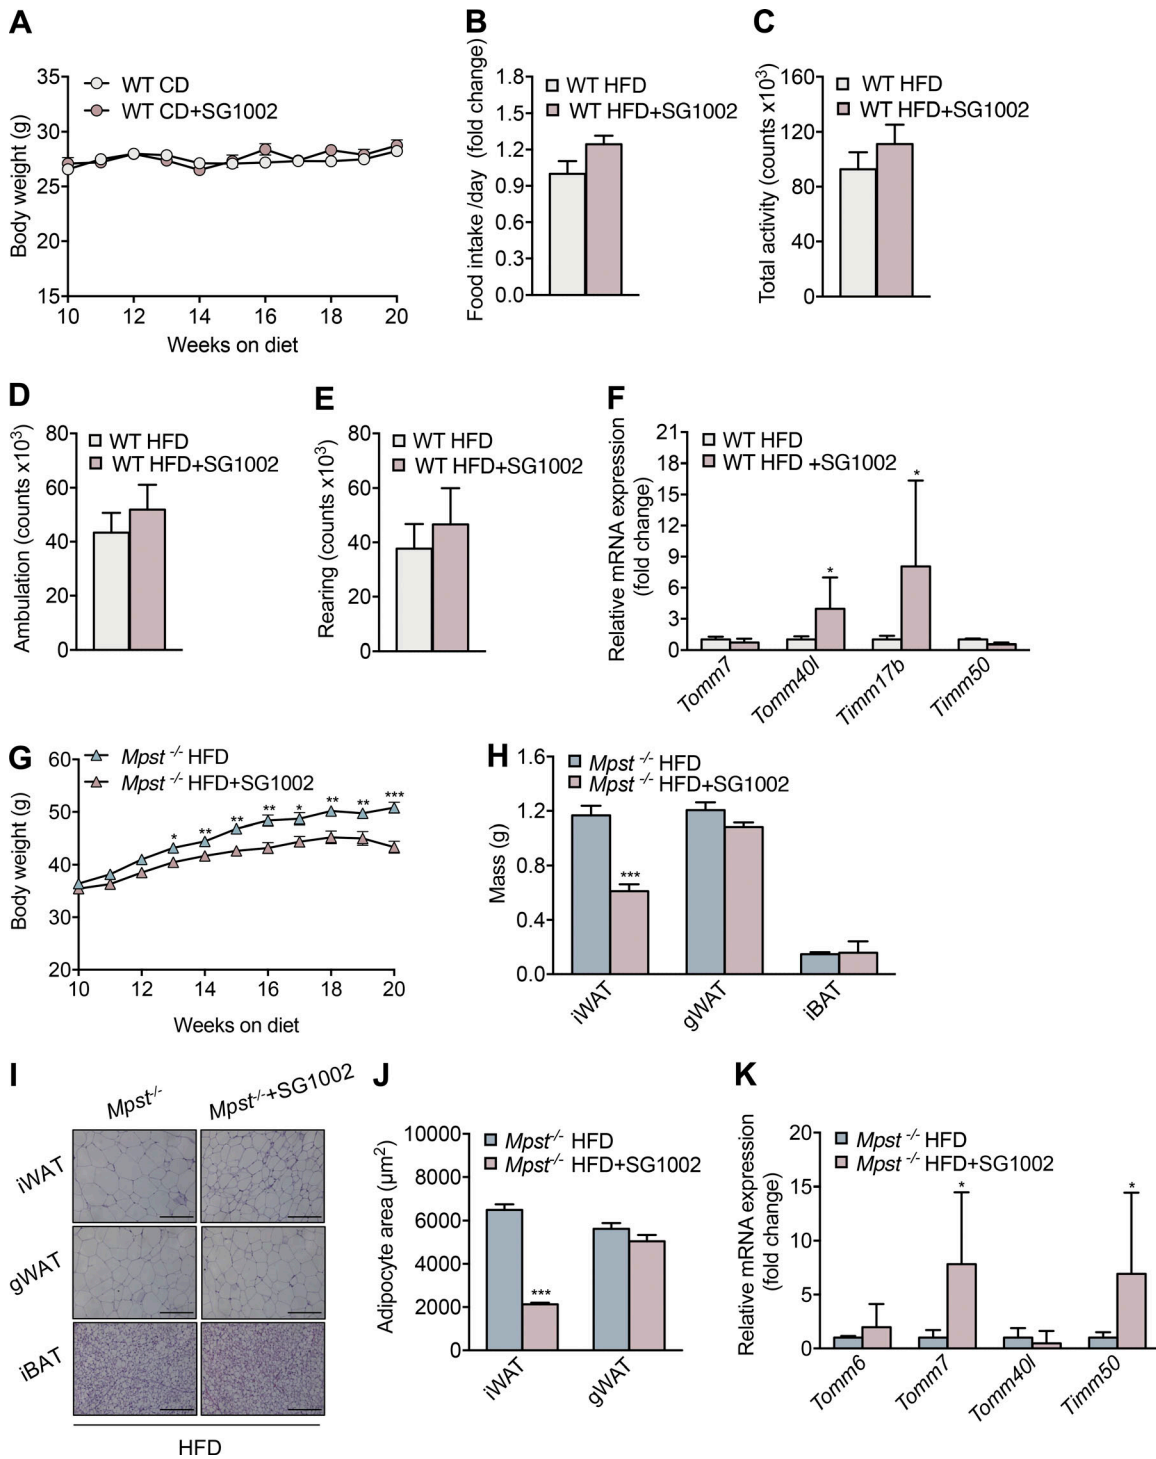 A
35
30
25
20
15
10 12 14 16 18 20
Body weight (g)
Weeks on diet
WT CD
WT CD+SG1002
B
1.8
1.5
1.2
0.9
0.6
0.3
0.0
Food intake /day (fold change)
WT HFD
WT HFD+SG1002
C
160
120
80
40
0
Total activity (counts x10³)
WT HFD
WT HFD+SG1002
D
80
60
40
20
0
Ambulation (counts x10³)
WT HFD
WT HFD+SG1002
E
80
60
40
20
0
Rearing (counts x10³)
WT HFD
WT HFD+SG1002
F
21
18
15
12
9
6
3
0
Relative mRNA expression
(fold change)
WT HFD
WT HFD +SG1002
* *
Tomm7 Tomm40l Timm17b Timm50
G
60
40
30
20
10 12 14 16 18 20
Body weight (g)
Weeks on diet
Mpst -/- HFD
Mpst -/- HFD+SG1002
* ** ** ** * ** ** ***
H
1.6
1.2
0.8
0.4
0.0
Mass (g)
Mpst -/- HFD
Mpst -/- HFD+SG1002
***
iWAT gWAT iBAT
I
Mpst-/- Mpst-/-+SG1002
iWAT
gWAT
iBAT
HFD
J
10000
8000
6000
4000
2000
0
Adipocyte area (µm²)
Mpst-/- HFD
Mpst-/- HFD+SG1002
***
iWAT gWAT
K
20
15
10
5
0
Relative mRNA expression
(fold change)
Mpst -/- HFD
Mpst -/- HFD+SG1002
* *
Tomm6 Tomm7 Tomm40l Timm50